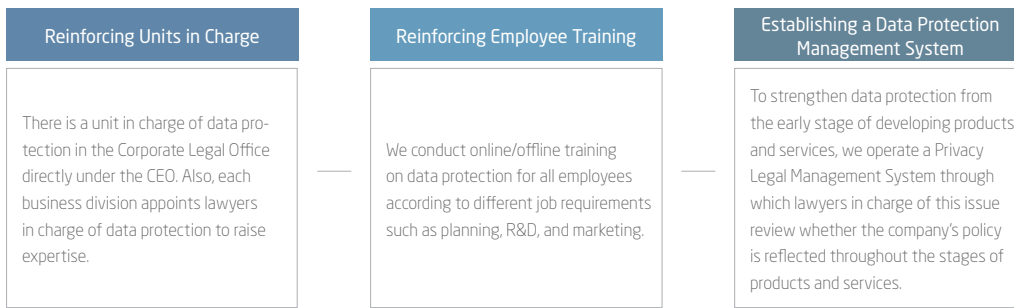 Reinforcing Units in Charge
There is a unit in charge of data pro-
tection in the Corporate Legal Office
directly under the CEO. Also, each
business division appoints lawyers
in charge of data protection to raise
expertise.
Reinforcing Employee Training
We conduct online/offline training
on data protection for all employees
according to different job requirements
such as planning, R&D, and marketing.
Establishing a Data Protection
Management System
To strengthen data protection from
the early stage of developing products
and services, we operate a Privacy
Legal Management System through
which lawyers in charge of this issue
review whether the company's policy
is reflected throughout the stages of
products and services.